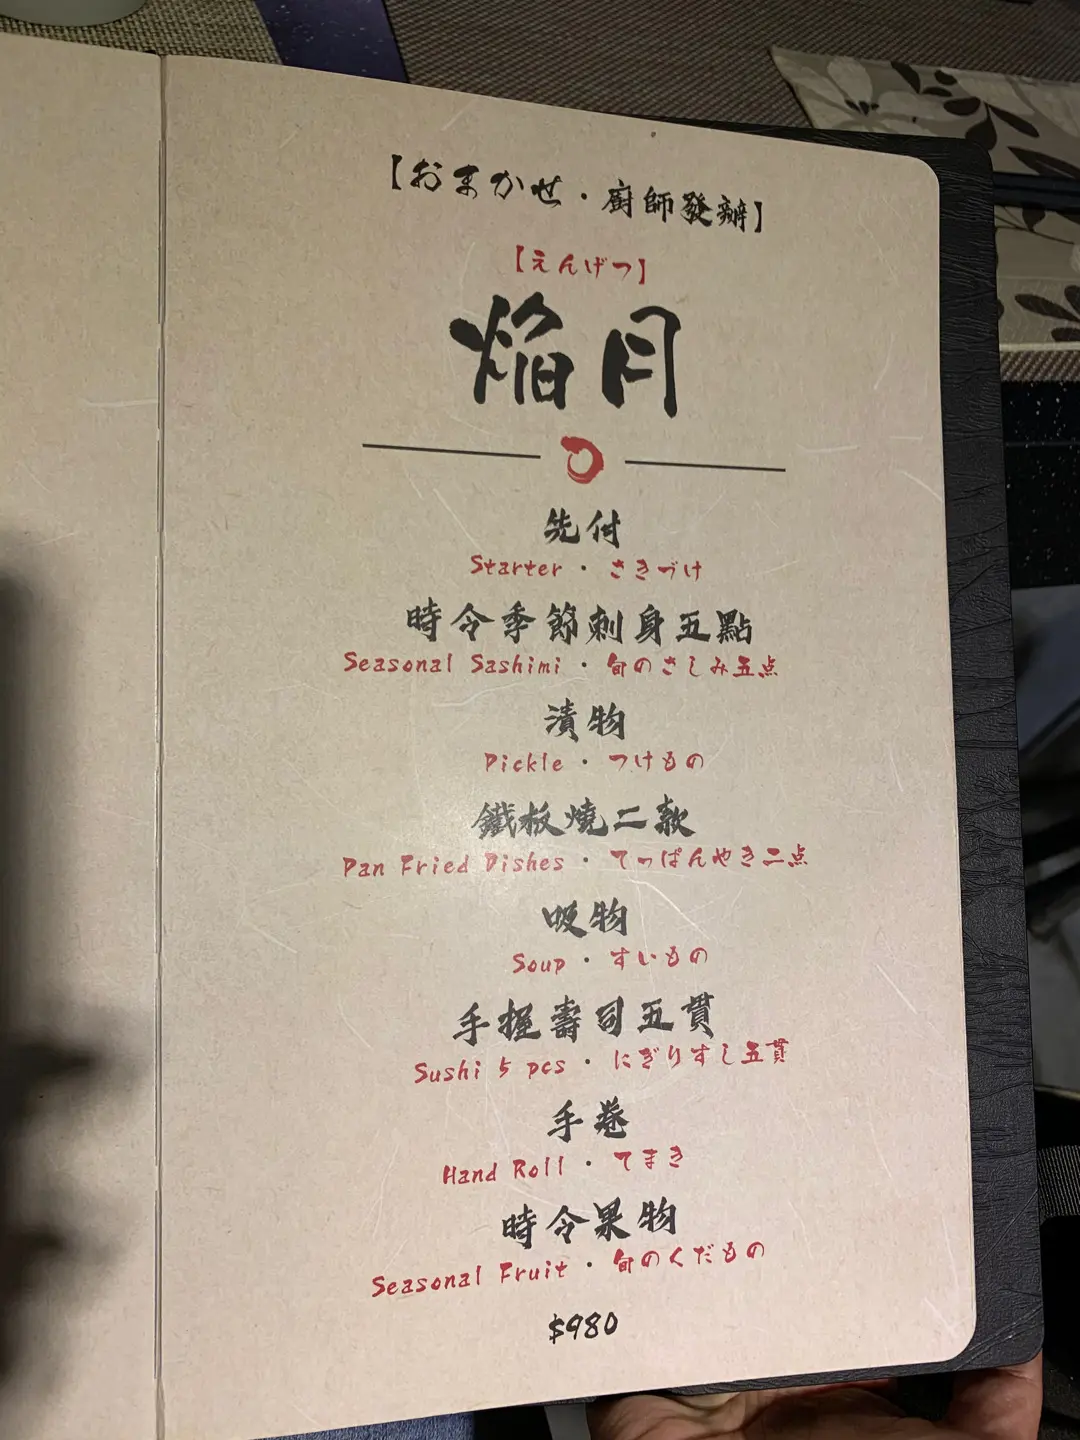 【おまかせ・廚師發辦】
【えんげつ】
焰月
先付
Starter・さきづけ
時令季節刺身五點
Seasonal Sashimi・旬のさしみ五点
漬物
Pickle・つけもの
鐵板燒二款
Pan Fried Dishes・てっぱんやき二点
吸物
Soup・すいもの
手握壽司五貫
Sushi 5 pcs・にぎりすし五貫
手卷
Hand Roll・てまき
時令果物
Seasonal Fruit・旬のくだもの
$980